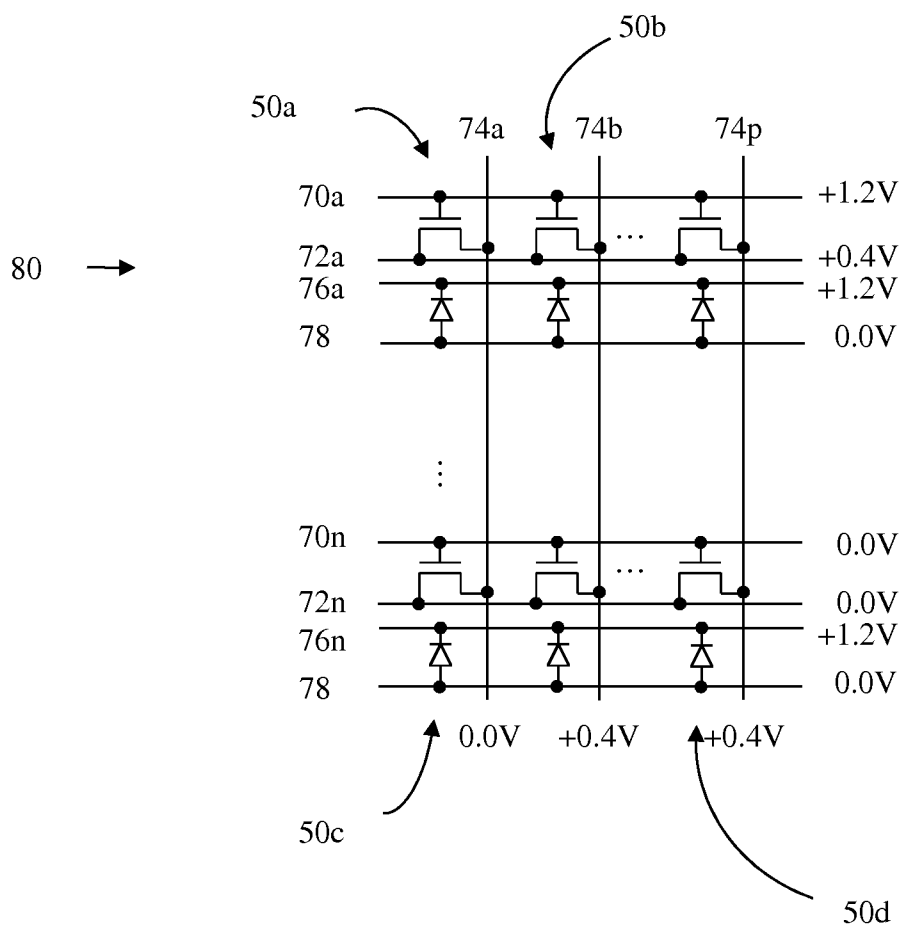 50b
50a
74a 74b 74p
70a +1.2V
...
72a +0.4V
80
76a +1.2V
78 0.0V
⋮
70n 0.0V
...
72n 0.0V
76n +1.2V
78 0.0V
0.0V +0.4V +0.4V
50c
50d